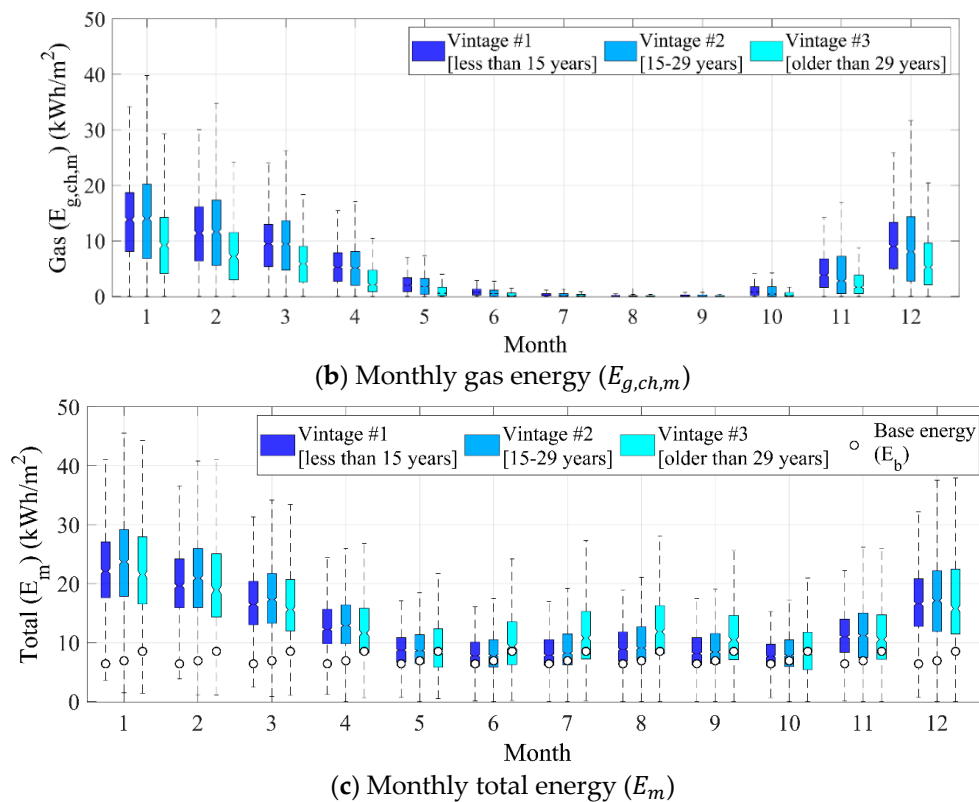 50
40
30
20
10
0
Gas (E_{g,ch,m}) (kWh/m^2)
Vintage #1
[less than 15 years]
Vintage #2
[15-29 years]
Vintage #3
[older than 29 years]
1 2 3 4 5 6 7 8 9 10 11 12
Month
(b) Monthly gas energy (E_{g,ch,m})
50
40
30
20
10
0
Total (E_m) (kWh/m^2)
Vintage #1
[less than 15 years]
Vintage #2
[15-29 years]
Vintage #3
[older than 29 years]
Base energy
(E_b)
1 2 3 4 5 6 7 8 9 10 11 12
Month
(c) Monthly total energy (E_m)